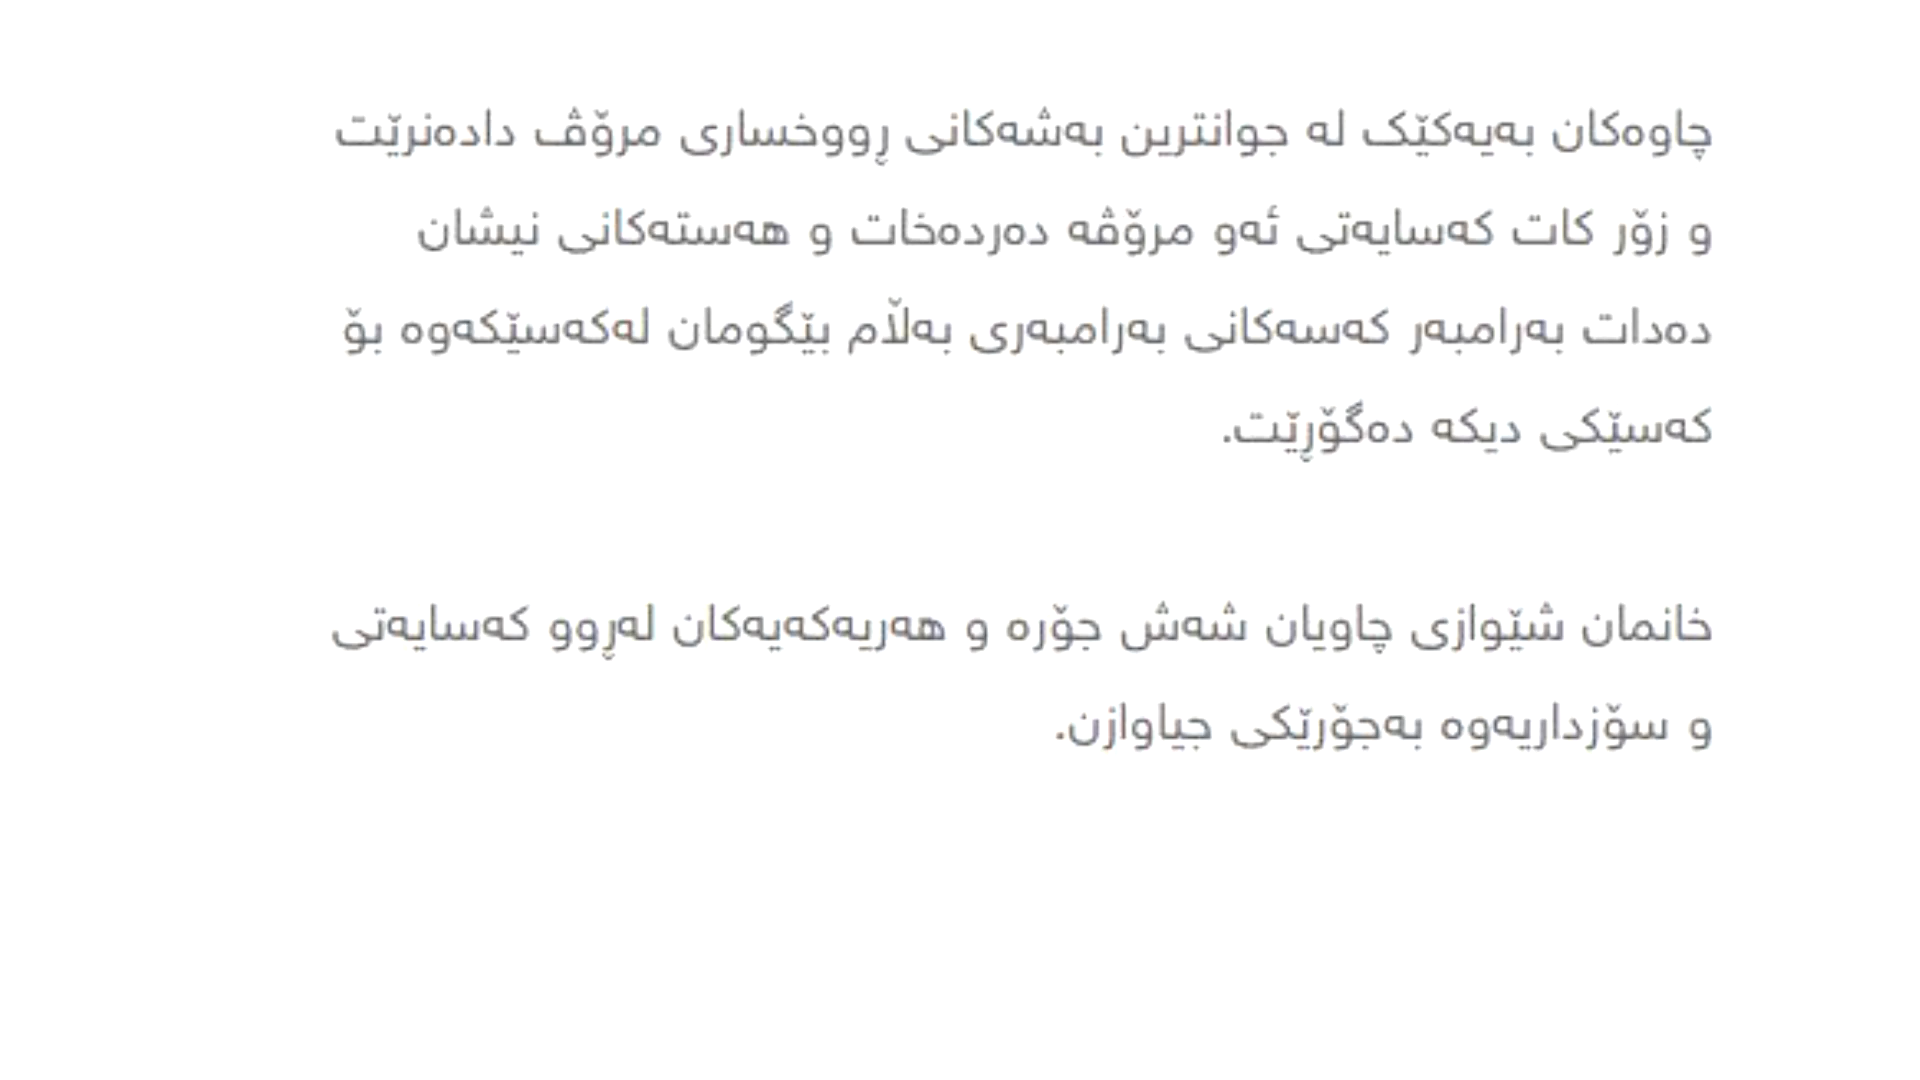 چاوەکان بەیەکێک لە جوانترین بەشەکانی ڕووخساری مرۆڤ دادەنرێت
و زۆر کات کەسایەتی ئەو مرۆڤە دەردەخات و هەستەکانی نیشان
دەدات بەرامبەر کەسەکانی بەرامبەری بەڵام بێگومان لەکەسێکەوە بۆ
کەسێکی دیکە دەگۆڕێت.
خانمان شێوازی چاویان شەش جۆرە و هەریەکەیەکان لەڕوو کەسایەتی
و سۆزداریەوە بەجۆرێکی جیاوازن.